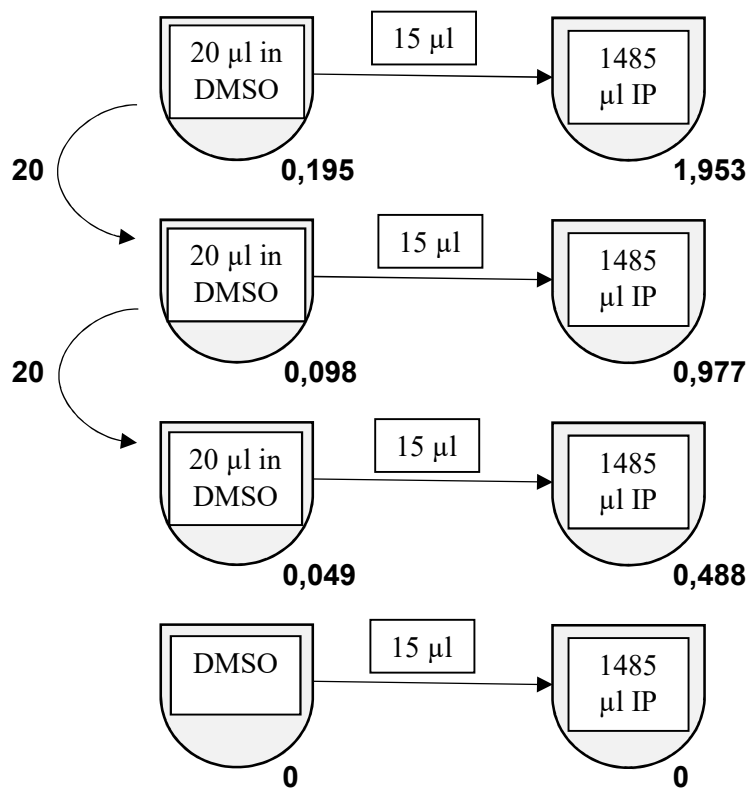 15 µl
20 µl in
DMSO
1485
µl IP
20
0,195
1,953
15 µl
20 µl in
DMSO
1485
µl IP
20
0,098
0,977
15 µl
20 µl in
DMSO
1485
µl IP
0,049
0,488
15 µl
DMSO
1485
µl IP
0
0